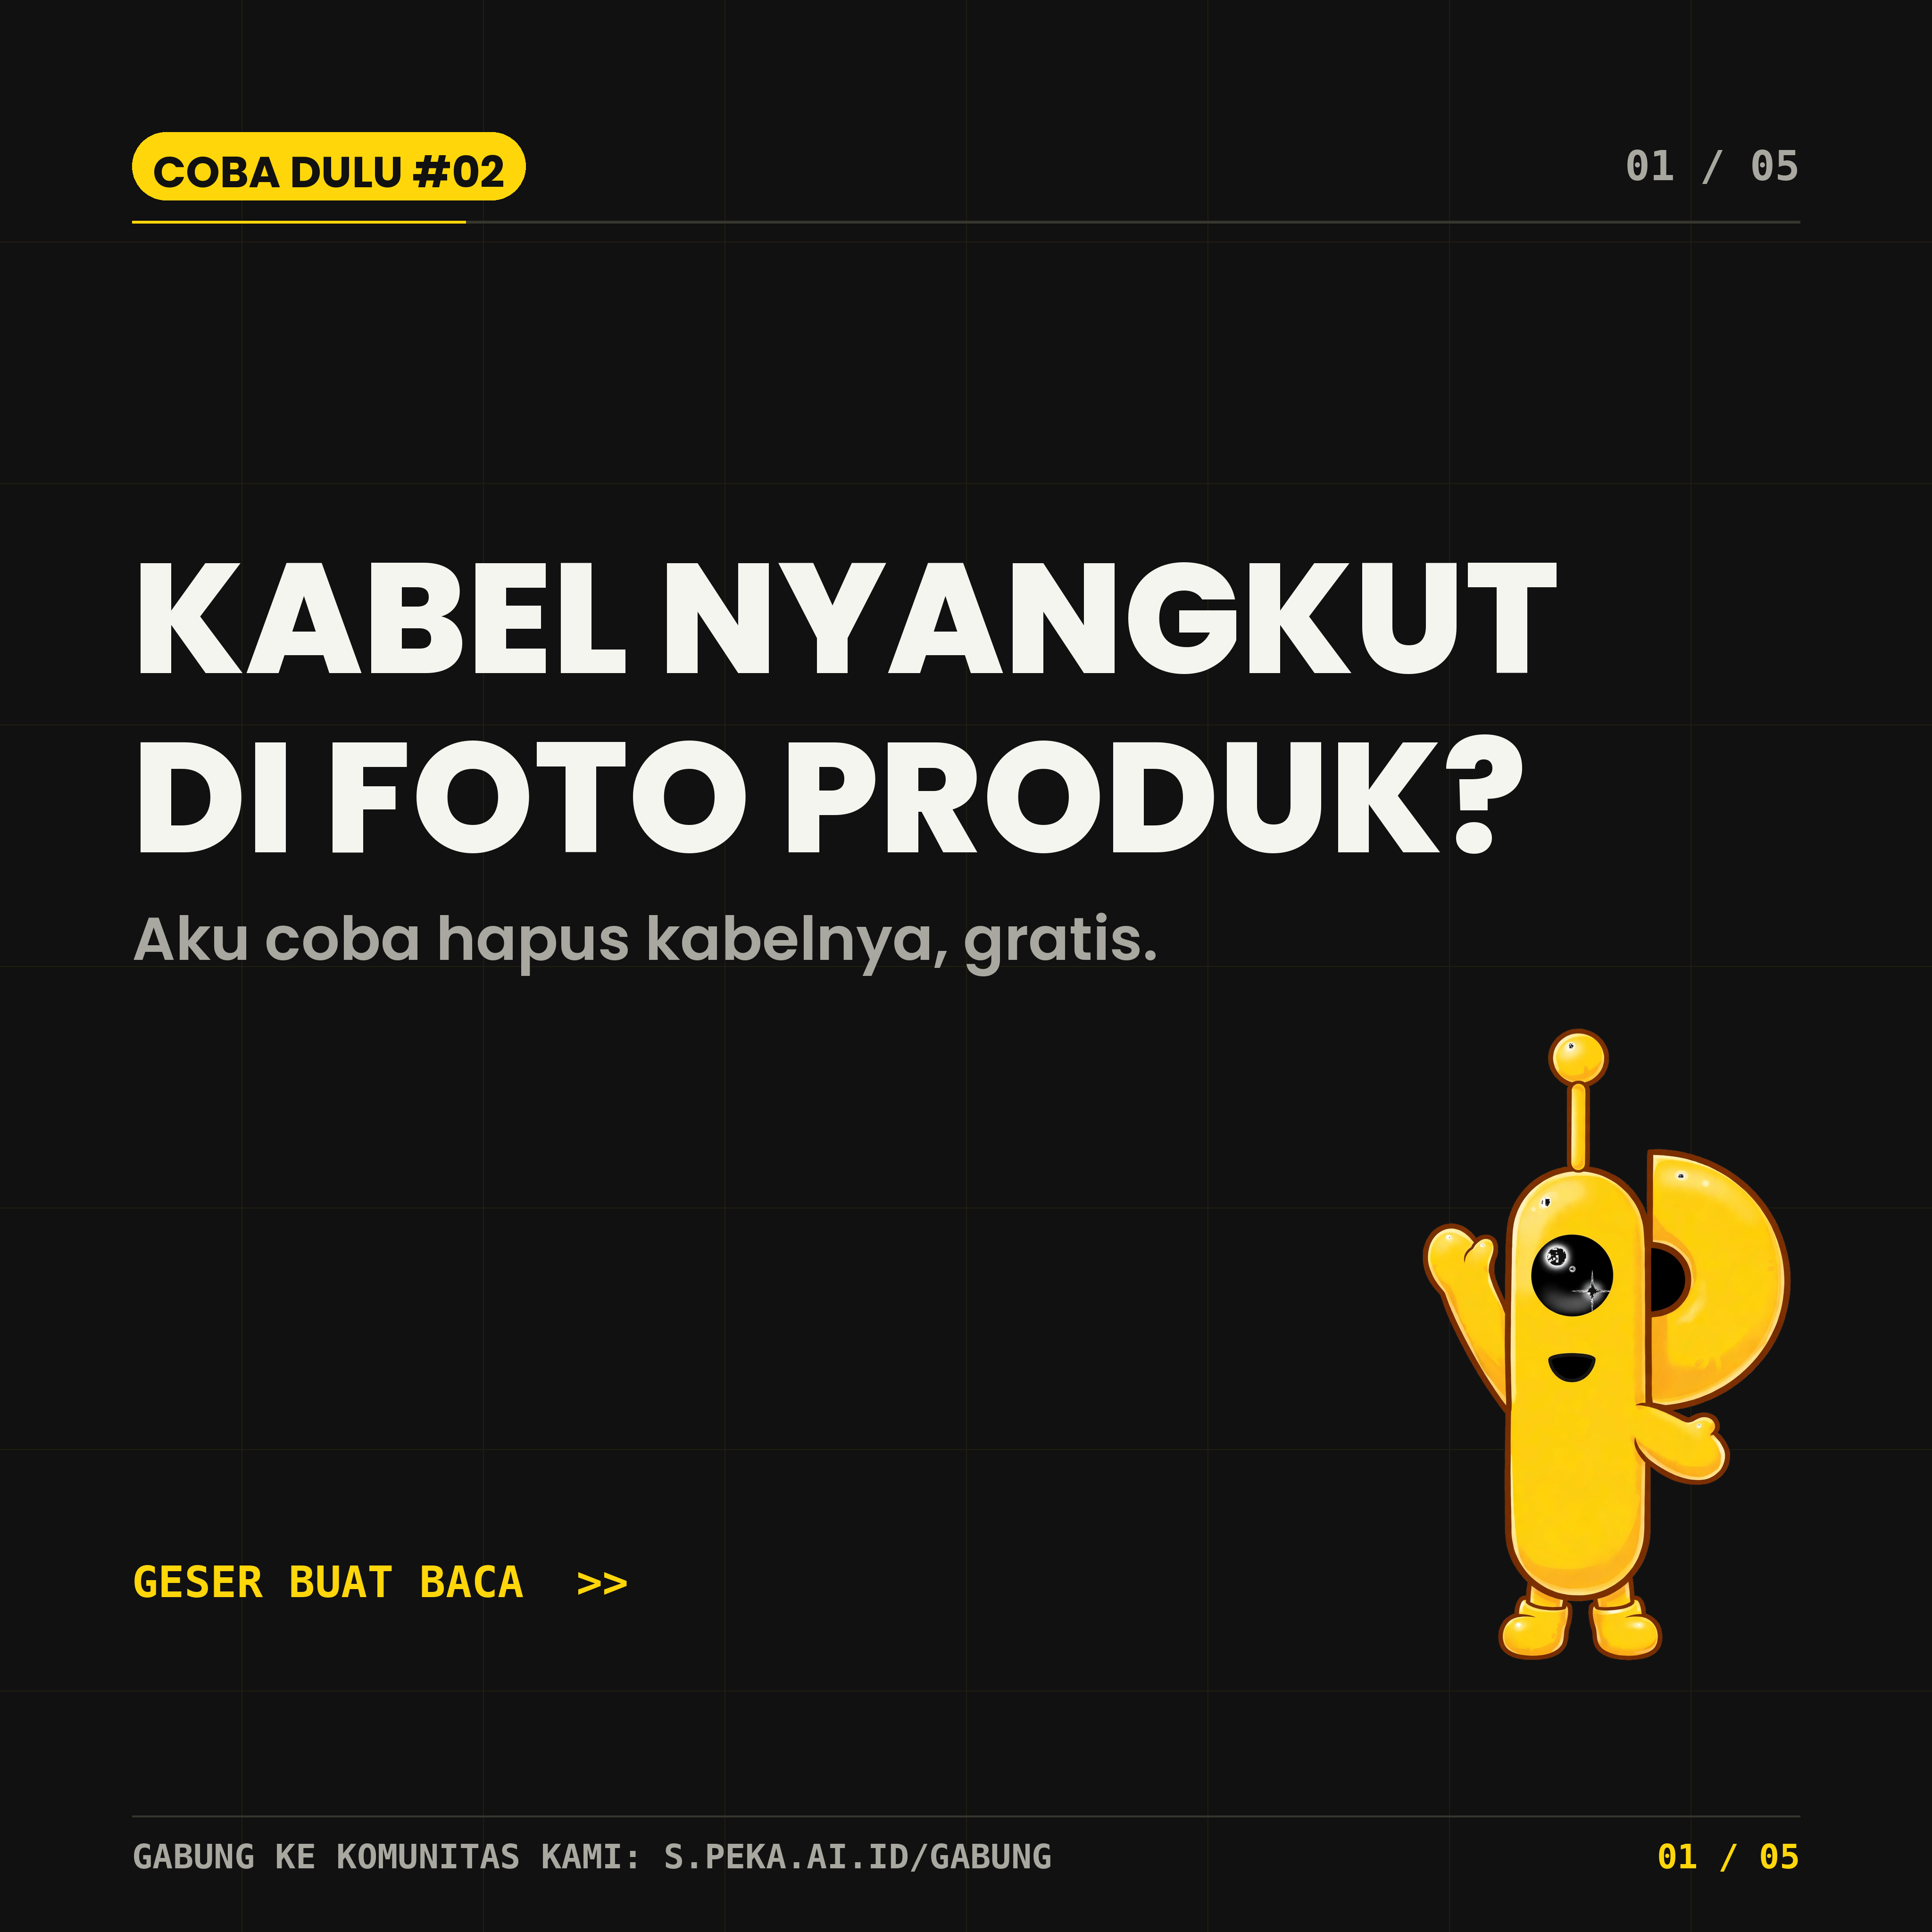 COBA DULU #02
01 / 05
KABEL NYANGKUT
DI FOTO PRODUK?
Aku coba hapus kabelnya, gratis.
GESER BUAT BACA >>
GABUNG KE KOMUNITAS KAMI: S.PEKA.AI.ID/GABUNG
01 / 05